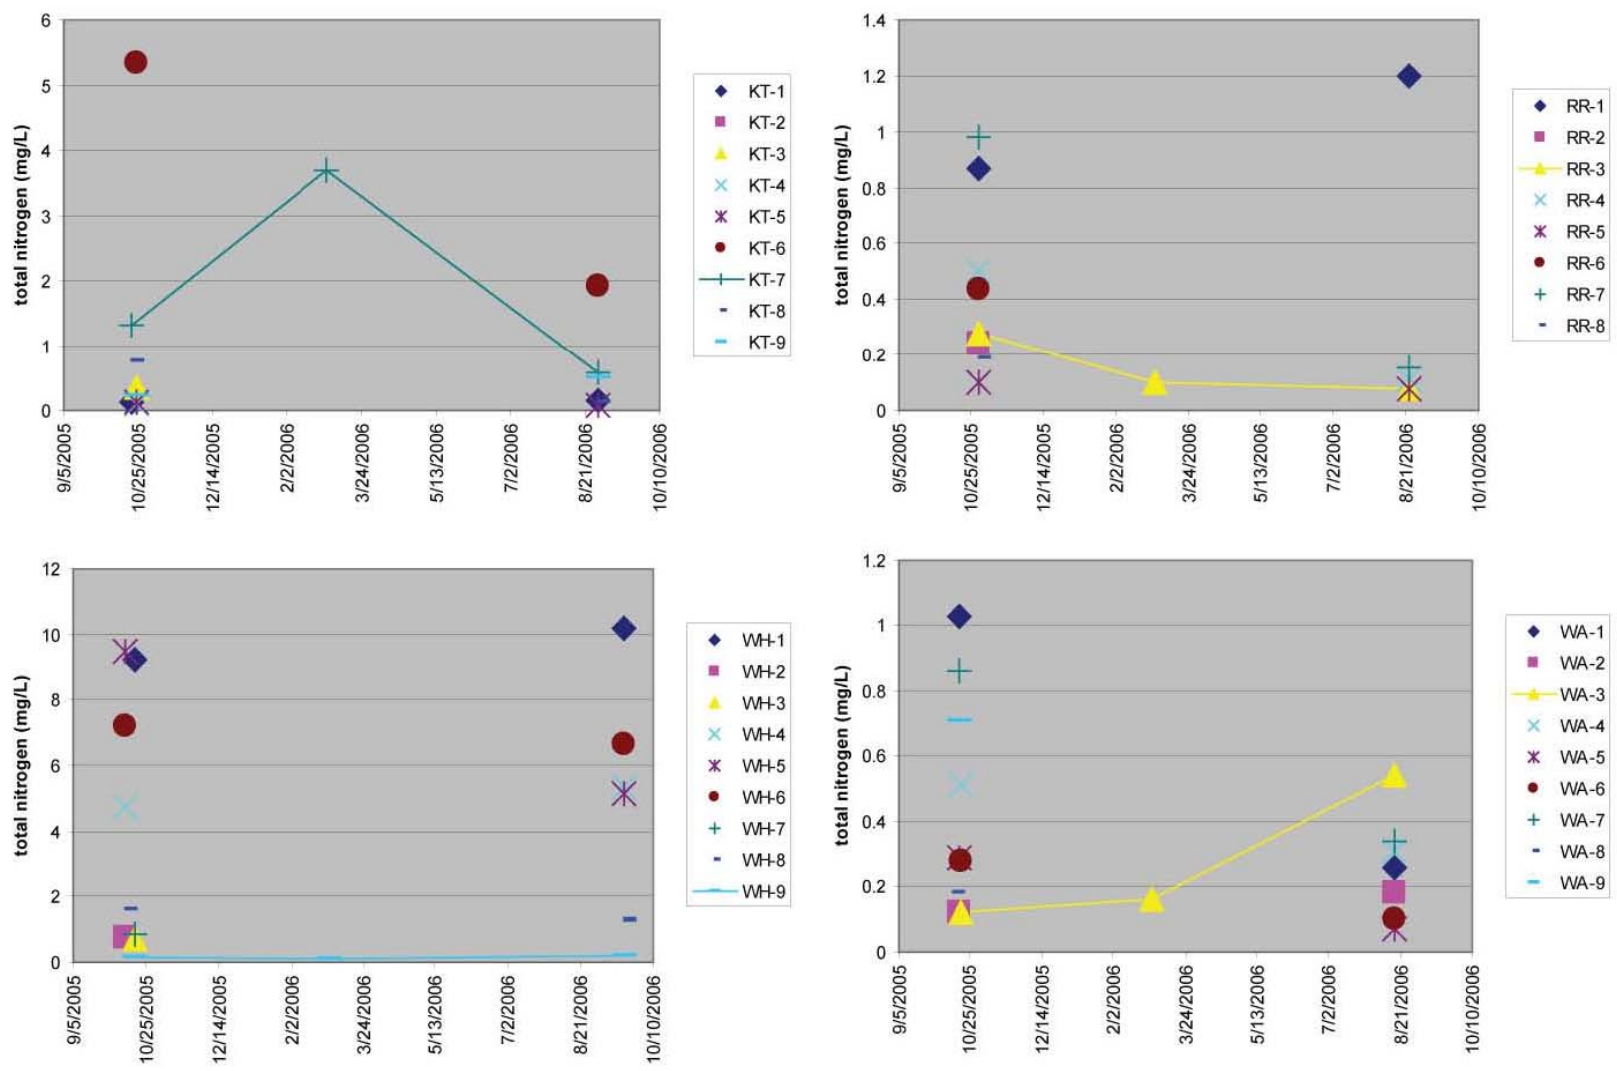 total nitrogen (mg/L)
6
5
4
3
2
1
0
9/5/2005
10/25/2005
12/14/2005
2/2/2006
3/24/2006
5/13/2006
7/2/2006
8/21/2006
10/10/2006
KT-1
KT-2
KT-3
KT-4
KT-5
KT-6
KT-7
KT-8
KT-9
total nitrogen (mg/L)
1.4
1.2
1
0.8
0.6
0.4
0.2
0
9/5/2005
10/25/2005
12/14/2005
2/2/2006
3/24/2006
5/13/2006
7/2/2006
8/21/2006
10/10/2006
RR-1
RR-2
RR-3
RR-4
RR-5
RR-6
RR-7
RR-8
total nitrogen (mg/L)
12
10
8
6
4
2
0
9/5/2005
10/25/2005
12/14/2005
2/2/2006
3/24/2006
5/13/2006
7/2/2006
8/21/2006
10/10/2006
WH-1
WH-2
WH-3
WH-4
WH-5
WH-6
WH-7
WH-8
WH-9
total nitrogen (mg/L)
1.2
1
0.8
0.6
0.4
0.2
0
9/5/2005
10/25/2005
12/14/2005
2/2/2006
3/24/2006
5/13/2006
7/2/2006
8/21/2006
10/10/2006
WA-1
WA-2
WA-3
WA-4
WA-5
WA-6
WA-7
WA-8
WA-9